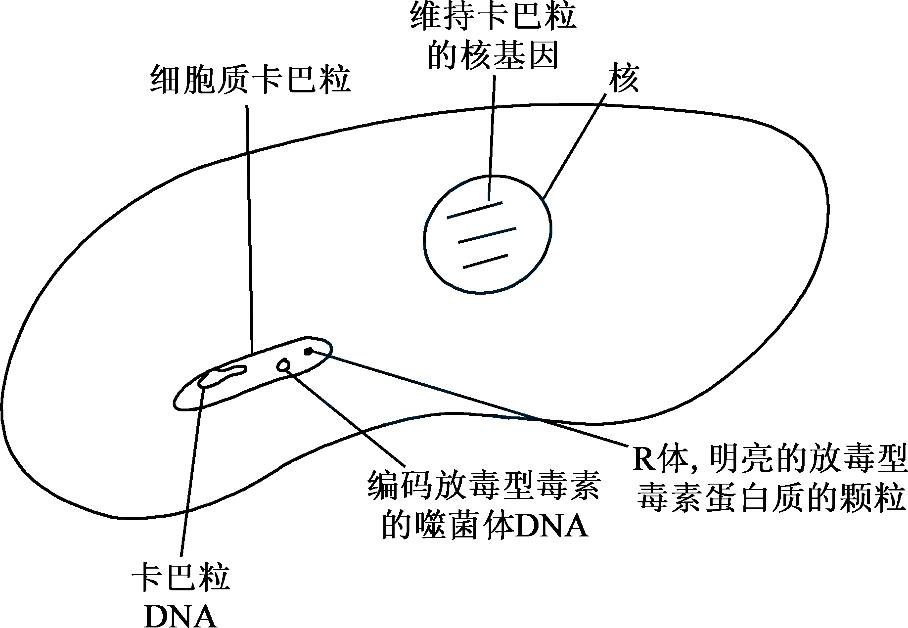 维持卡巴粒
的核基因
细胞质卡巴粒
核
R体,明亮的放毒型
毒素蛋白质的颗粒
编码放毒型毒素
的噬菌体DNA
卡巴粒
DNA